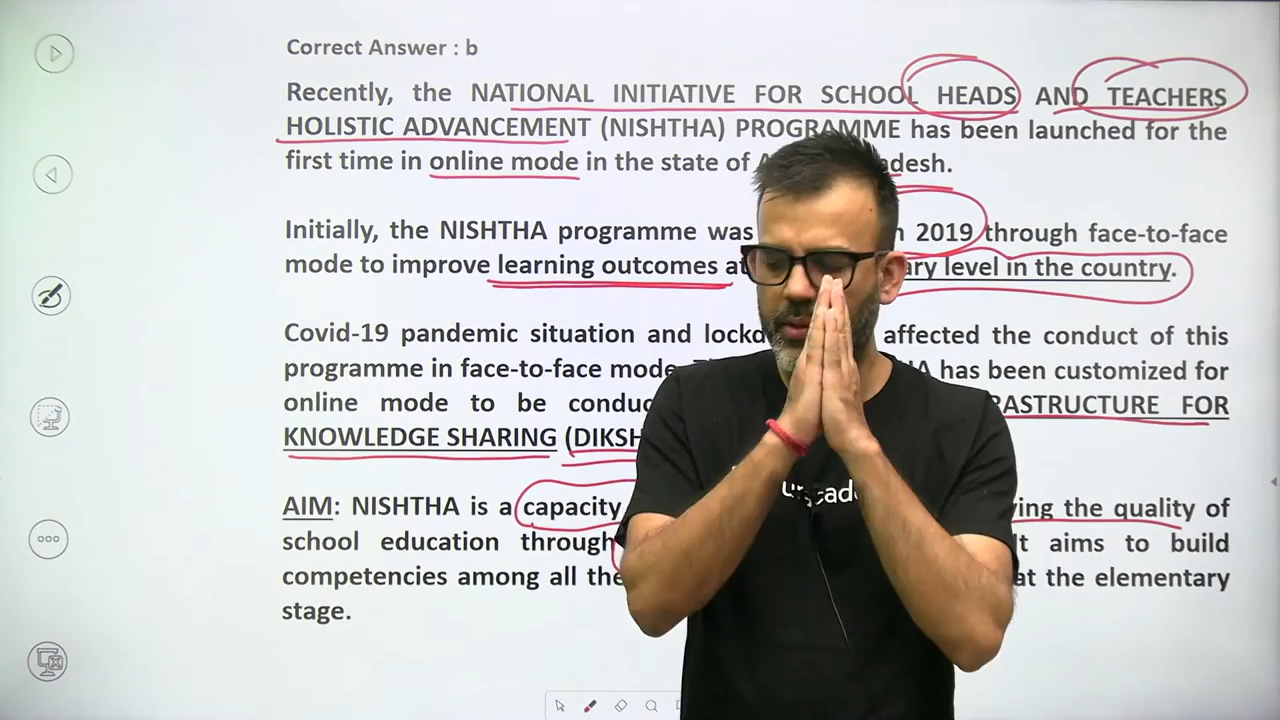 Correct Answer : b
Recently, the NATIONAL INITIATIVE FOR SCHOOL HEADS AND TEACHERS
HOLISTIC ADVANCEMENT (NISHTHA) PROGRAMME has been launched for the
first time in online mode in the state of
Initially, the NISHTHA programme was 2019 through face-to-face
mode to improve learning outcomes at level in the country.
Covid-19 pandemic situation and affected the conduct of this
programme in face-to-face mode. has been customized for
online mode to be FOR
KNOWLEDGE SHARING
AIM: NISHTHA is a capacity the quality of
school education through aims to build
competencies among all the at the elementary
stage.